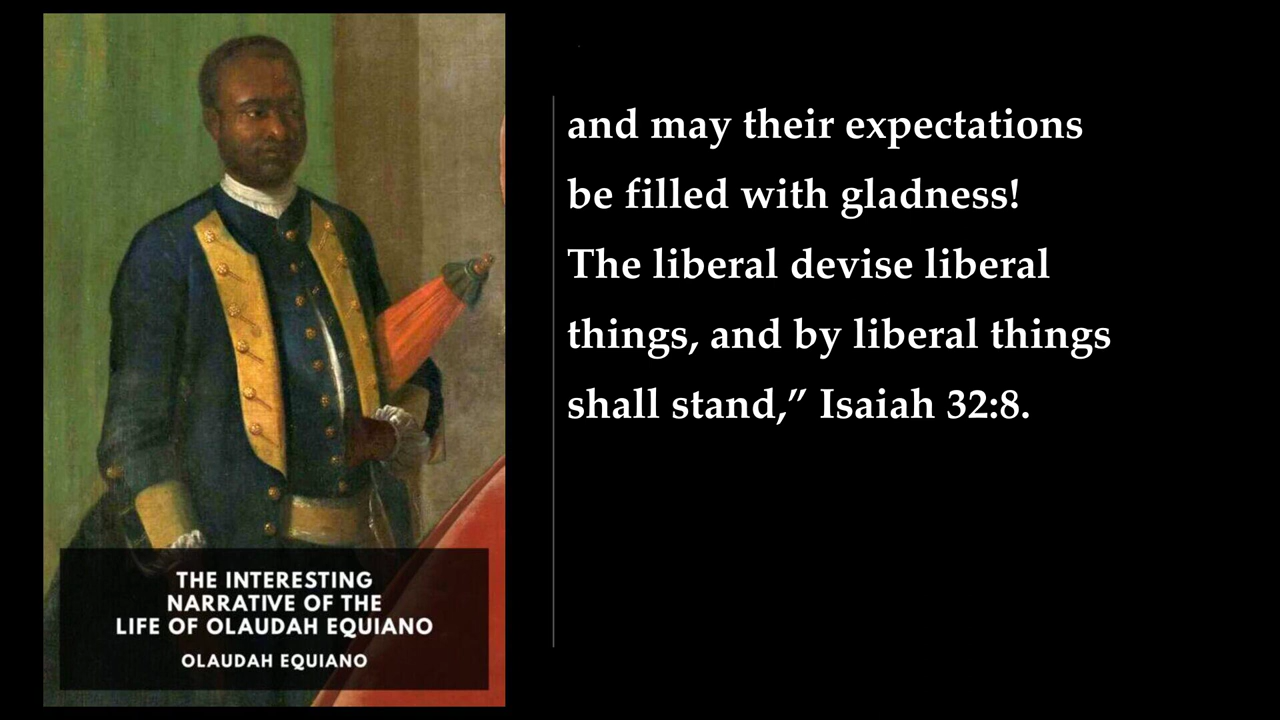 and may their expectations
be filled with gladness!
The liberal devise liberal
things, and by liberal things
shall stand,” Isaiah 32:8.
THE INTERESTING
NARRATIVE OF THE
LIFE OF OLAUDAH EQUIANO
OLAUDAH EQUIANO